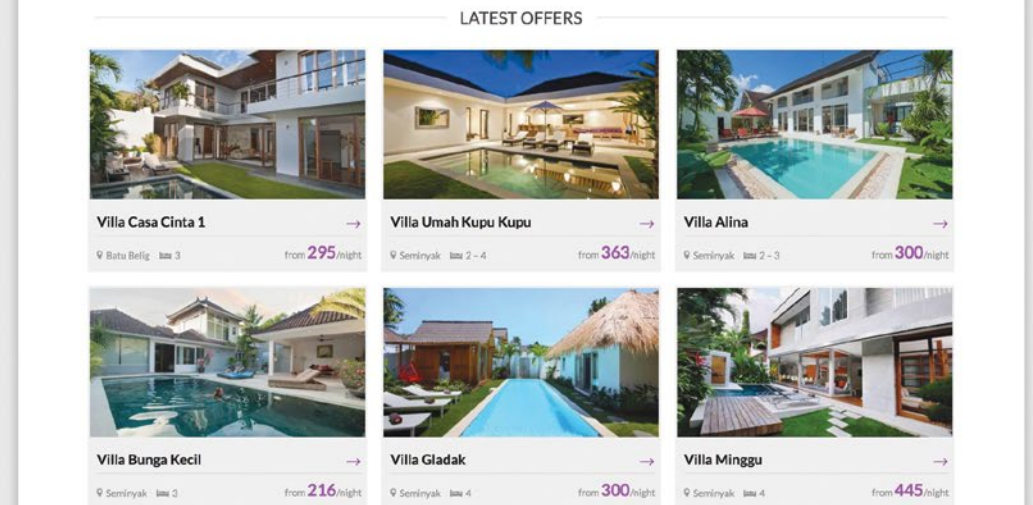 LATEST OFFERS
Villa Casa Cinta 1 →
Batu Belig 3 from 295/night
Villa Umah Kupu Kupu →
Seminyak 2 - 4 from 363/night
Villa Alina →
Seminyak 2 - 3 from 300/night
Villa Bunga Kecil →
Seminyak 3 from 216/night
Villa Gladak →
Seminyak 4 from 300/night
Villa Minggu →
Seminyak 4 from 445/night